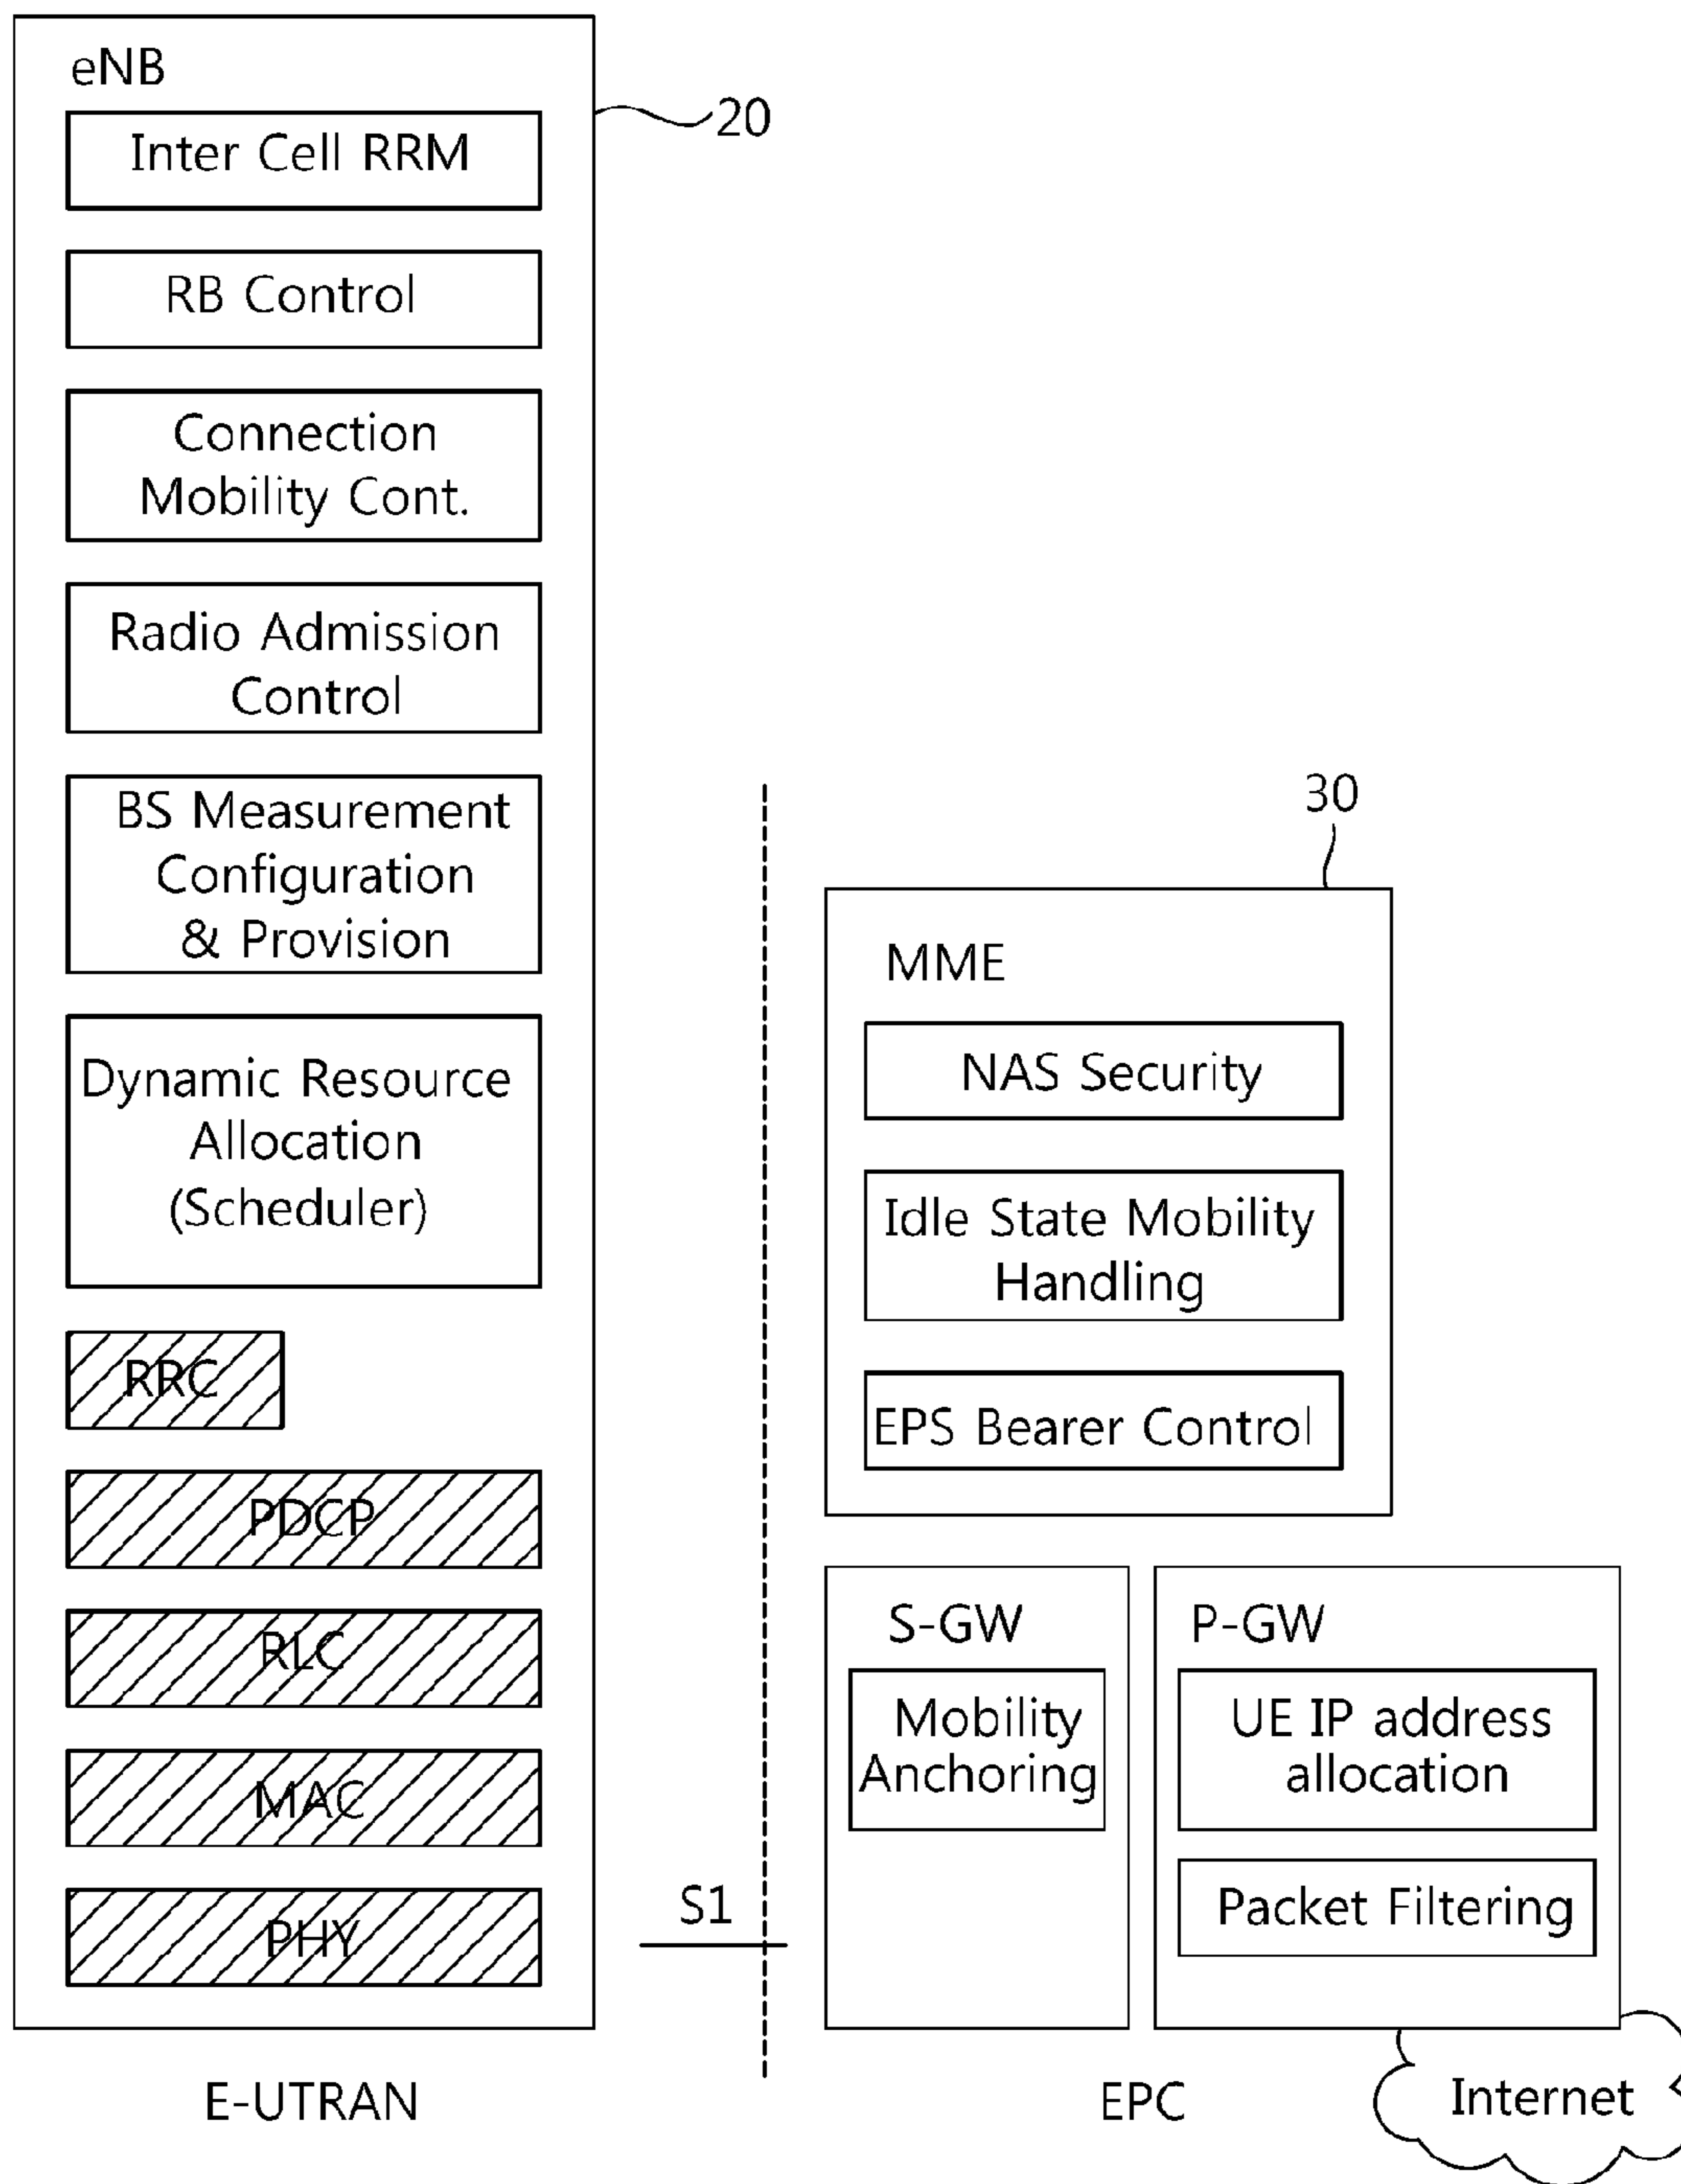 eNB
20
Inter Cell RRM
RB Control
Connection
Mobility Cont.
Radio Admission
Control
BS Measurement
Configuration
& Provision
Dynamic Resource
Allocation
(Scheduler)
RRC
PDCP
RLC
MAC
PHY
S1
E-UTRAN
30
MME
NAS Security
Idle State Mobility
Handling
EPS Bearer Control
S-GW
Mobility
Anchoring
P-GW
UE IP address
allocation
Packet Filtering
EPC
Internet